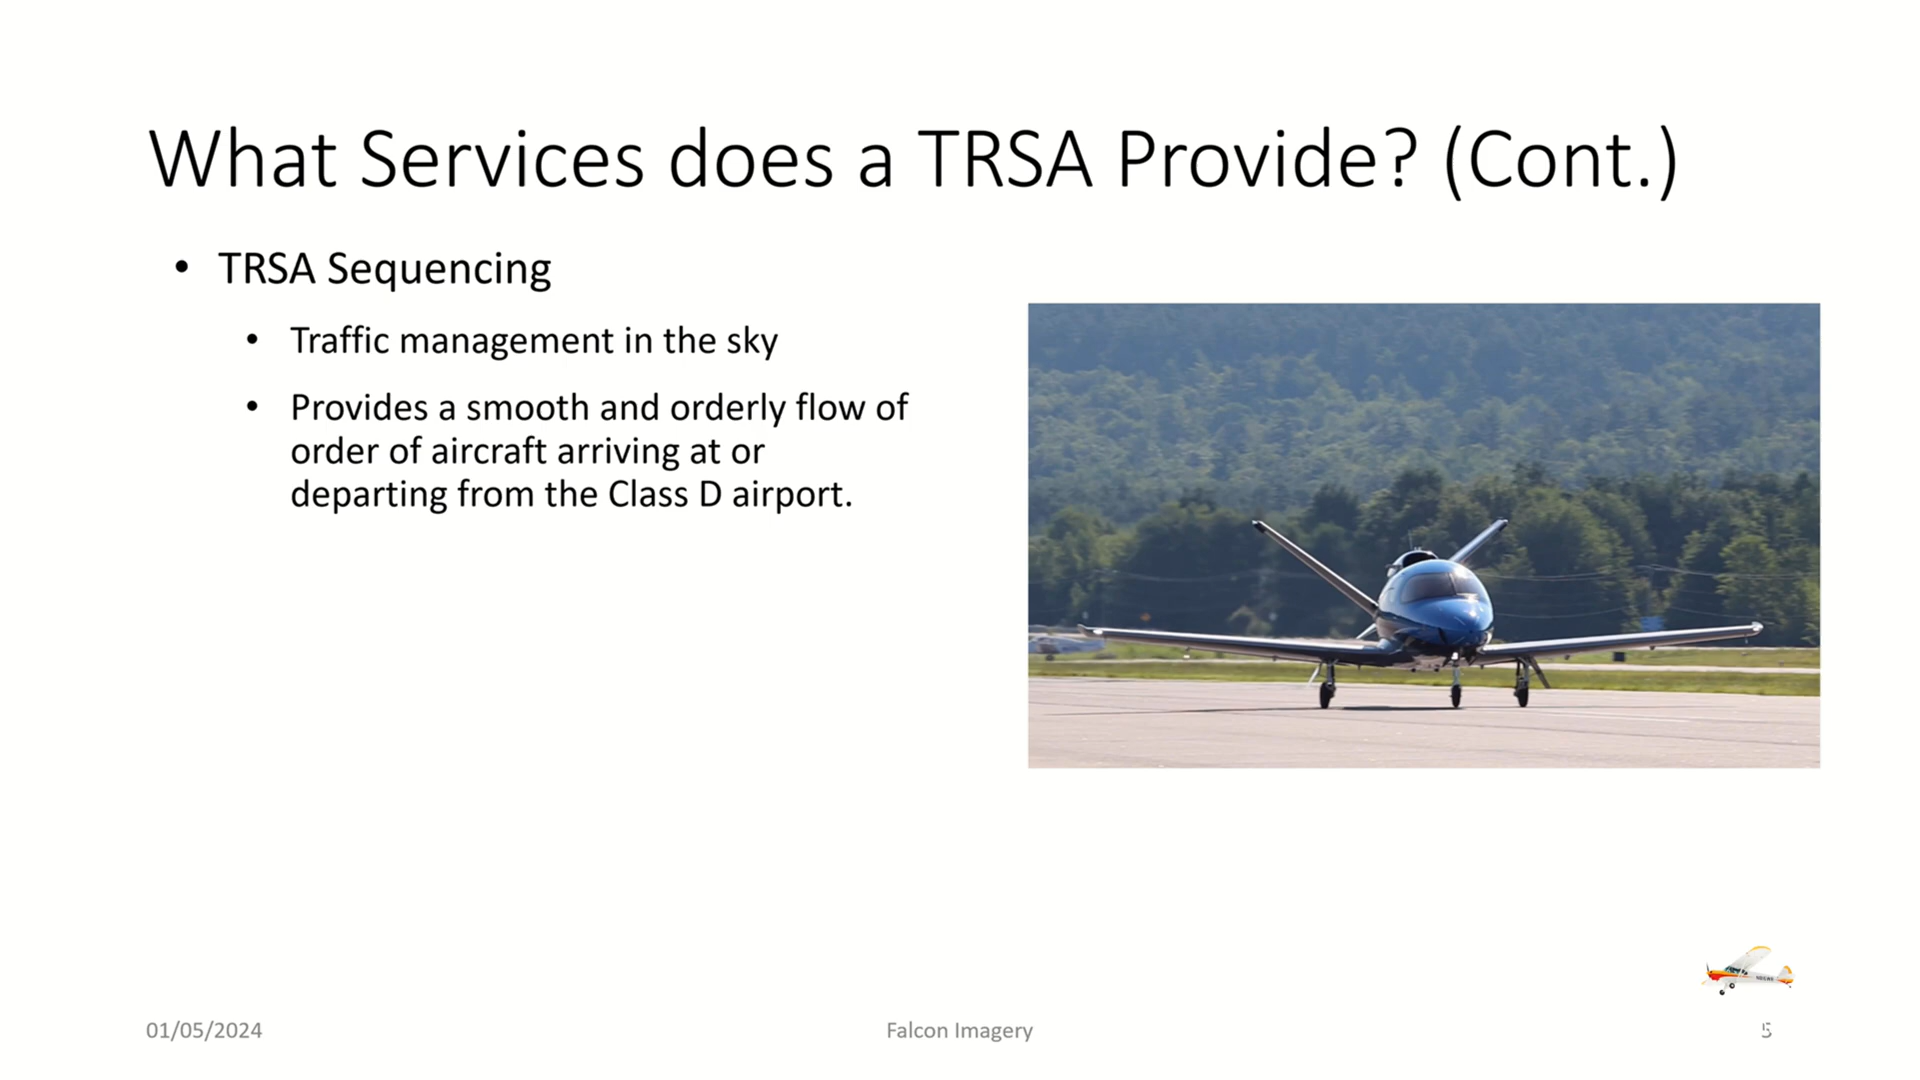 What Services does a TRSA Provide? (Cont.)
• TRSA Sequencing
• Traffic management in the sky
• Provides a smooth and orderly flow of
order of aircraft arriving at or
departing from the Class D airport.
01/05/2024
Falcon Imagery
5